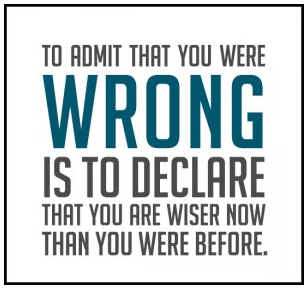 TO ADMIT THAT YOU WERE
WRONG
IS TO DECLARE
THAT YOU ARE WISER NOW
THAN YOU WERE BEFORE.